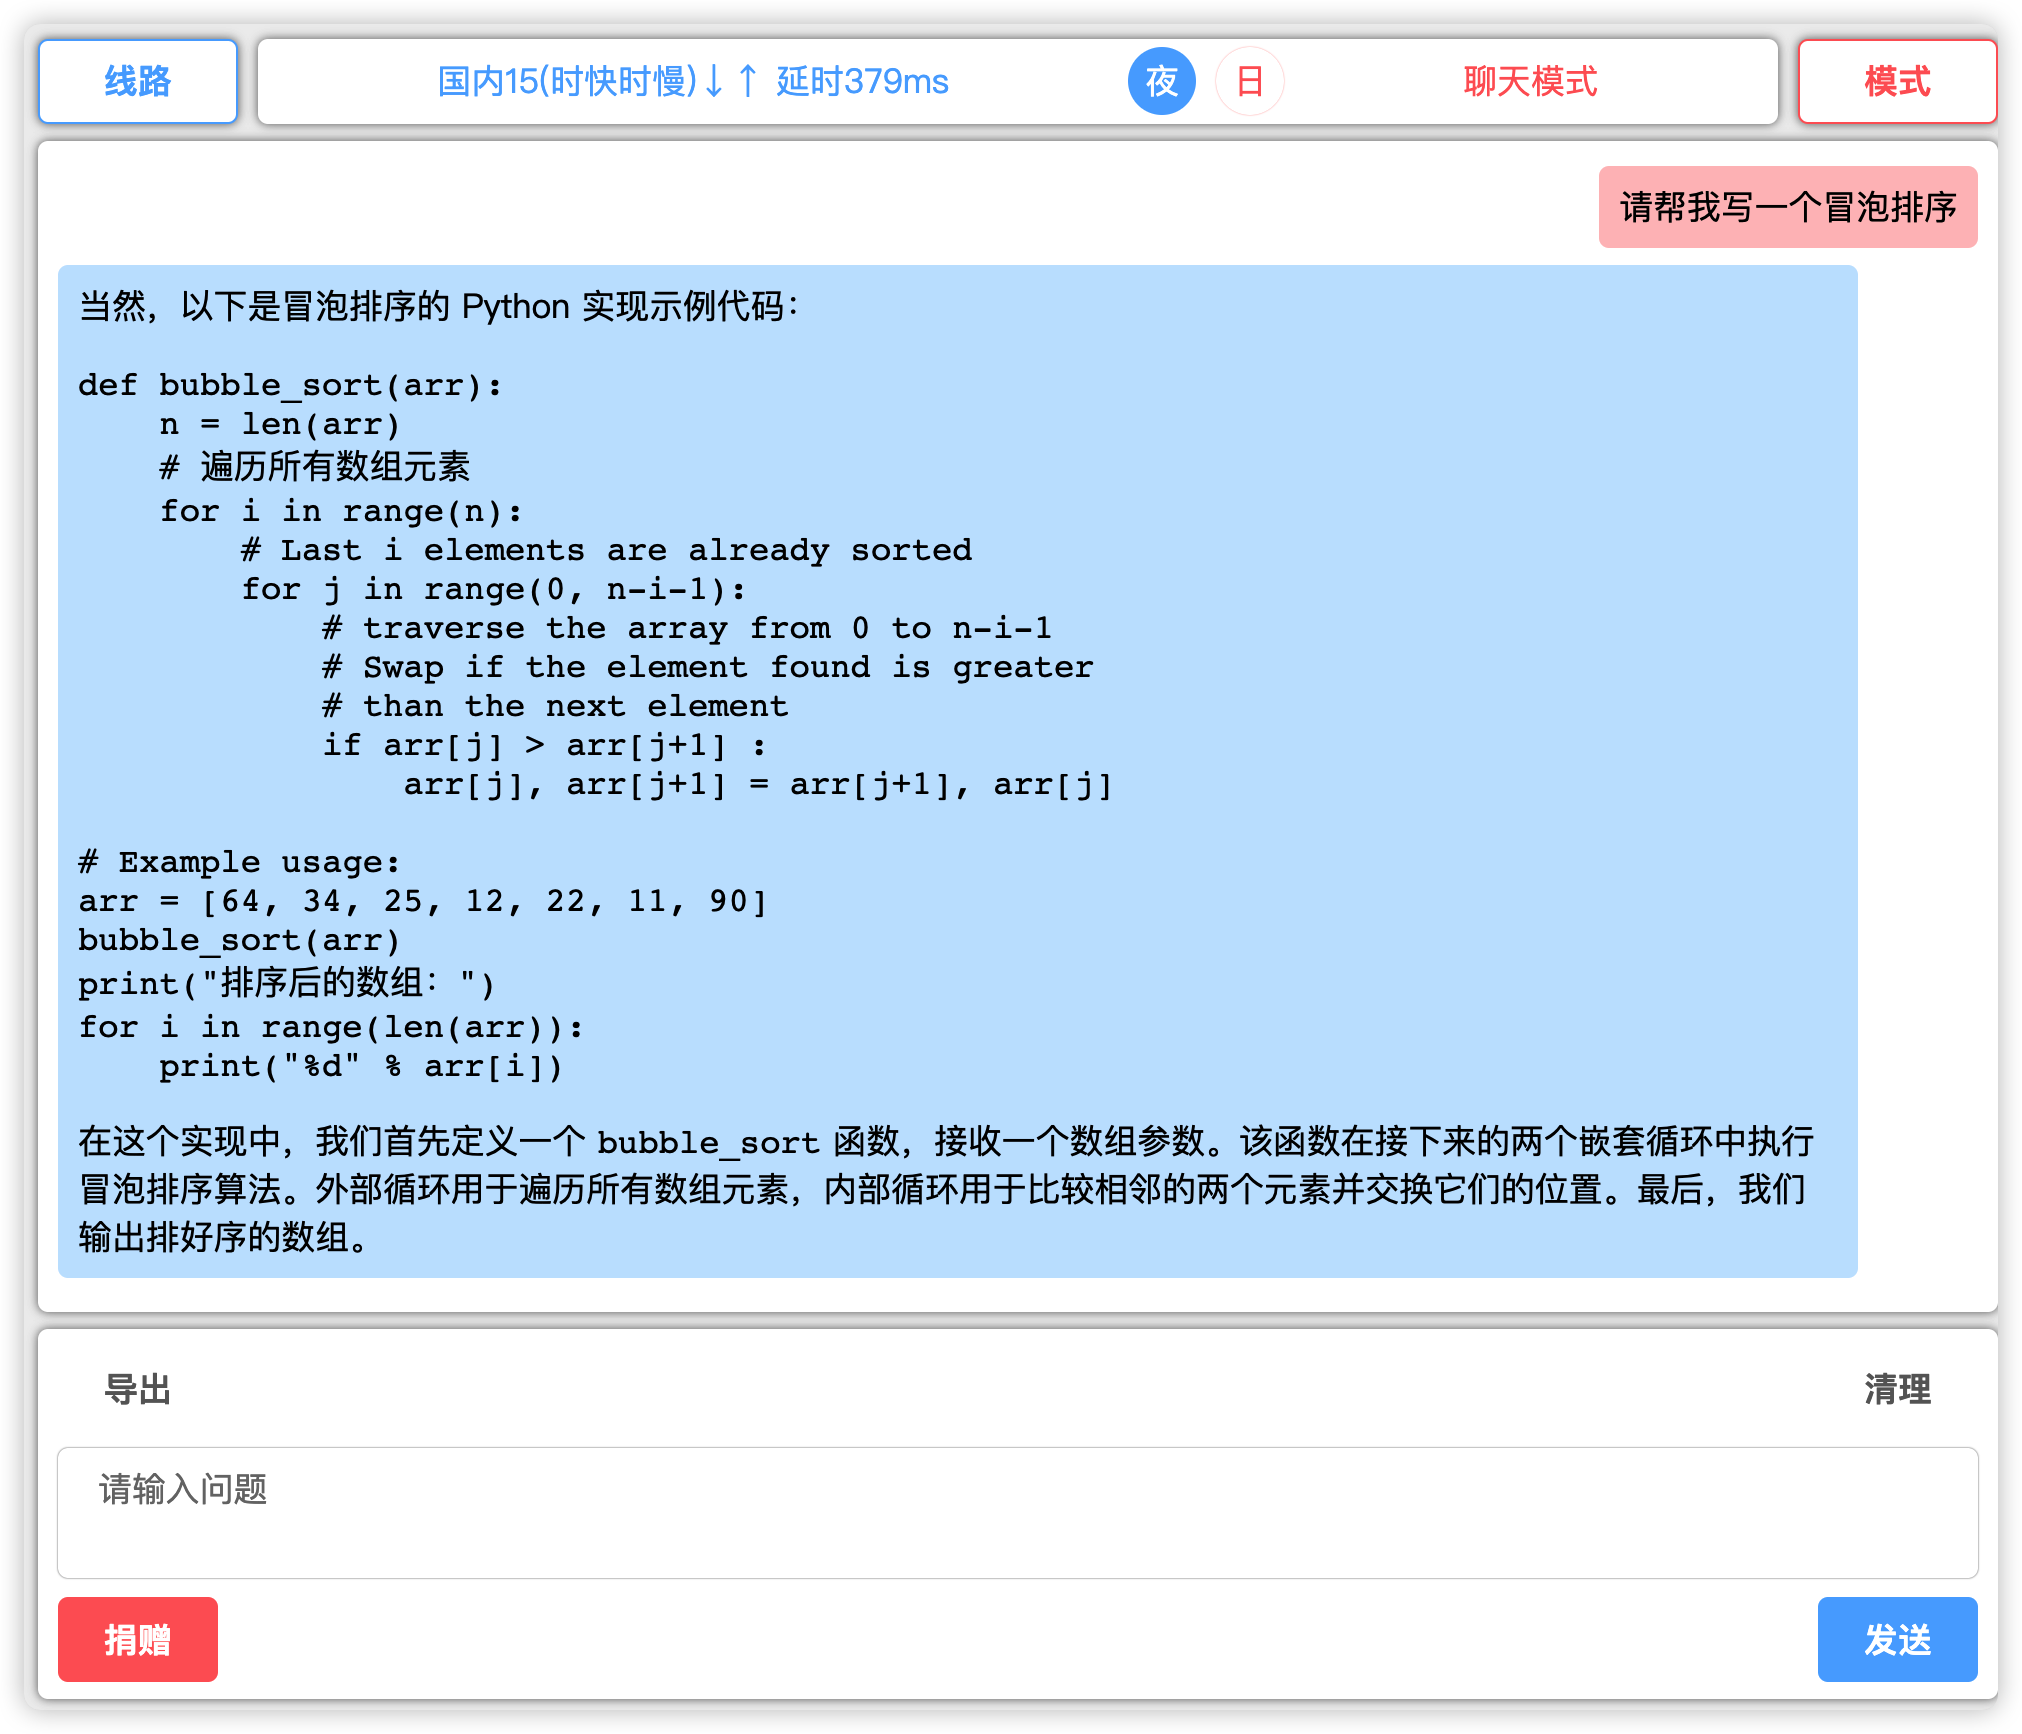 线路
国内15(时快时慢)↓↑ 延时379ms
夜
日
聊天模式
模式
请帮我写一个冒泡排序
当然，以下是冒泡排序的 Python 实现示例代码：
def bubble_sort(arr):
    n = len(arr)
    # 遍历所有数组元素
    for i in range(n):
        # Last i elements are already sorted
        for j in range(0, n-i-1):
            # traverse the array from 0 to n-i-1
            # Swap if the element found is greater
            # than the next element
            if arr[j] > arr[j+1] :
                arr[j], arr[j+1] = arr[j+1], arr[j]
# Example usage:
arr = [64, 34, 25, 12, 22, 11, 90]
bubble_sort(arr)
print("排序后的数组：")
for i in range(len(arr)):
    print("%d" % arr[i])
在这个实现中，我们首先定义一个 bubble_sort 函数，接收一个数组参数。该函数在接下来的两个嵌套循环中执行
冒泡排序算法。外部循环用于遍历所有数组元素，内部循环用于比较相邻的两个元素并交换它们的位置。最后，我们
输出排好序的数组。
导出
清理
请输入问题
捐赠
发送